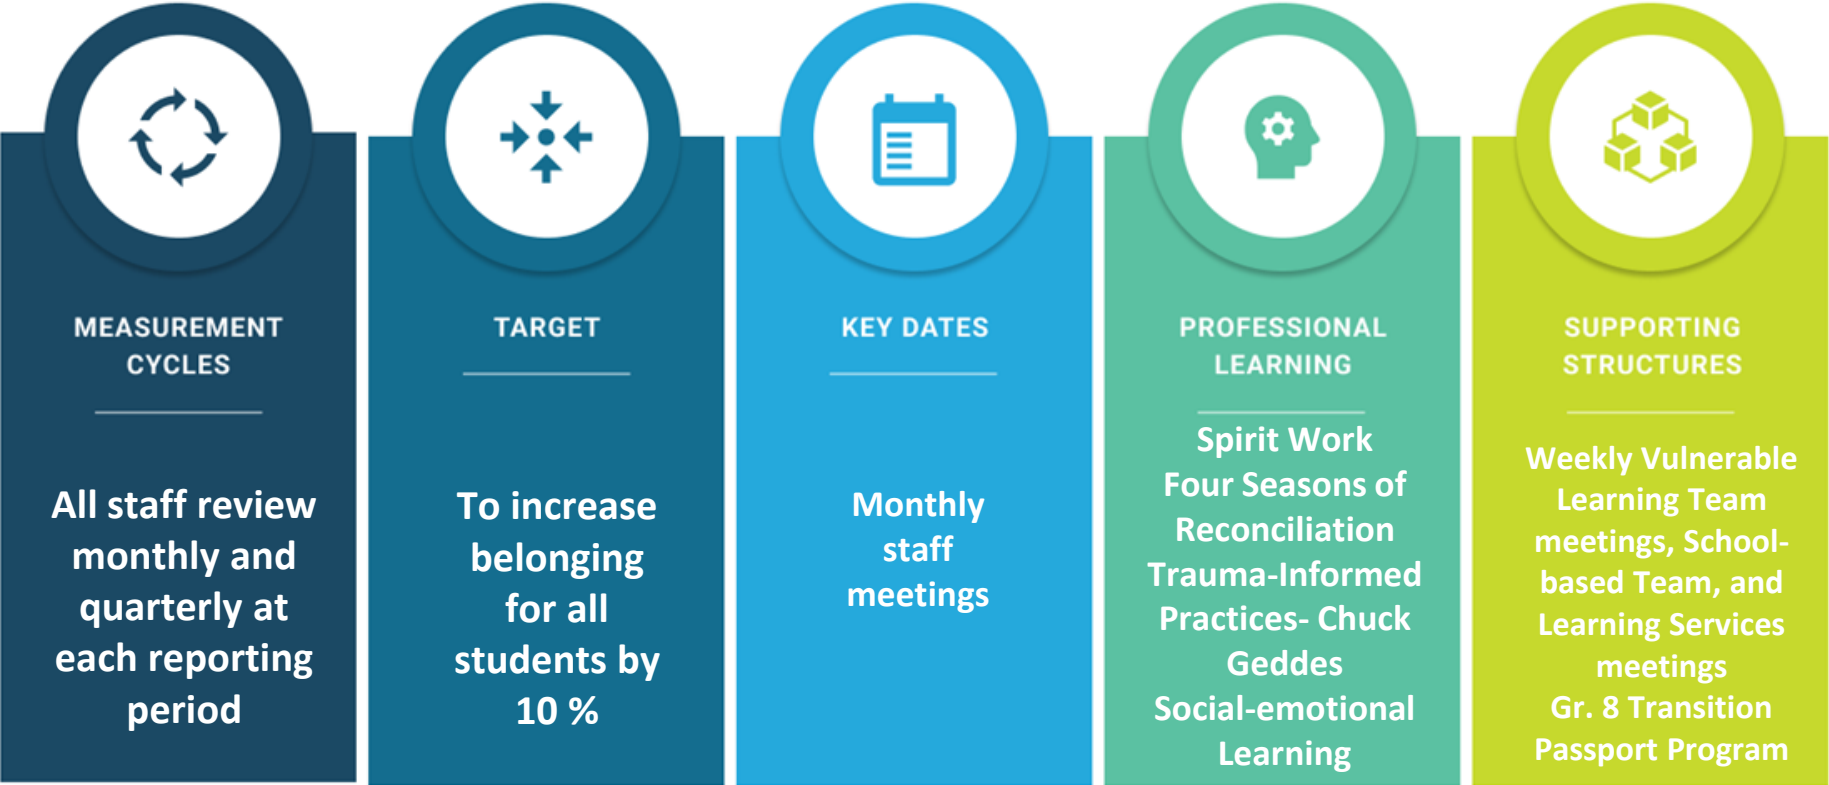 MEASUREMENT
CYCLES
All staff review
monthly and
quarterly at
each reporting
period
TARGET
To increase
belonging
for all
students by
10 %
KEY DATES
Monthly
staff
meetings
PROFESSIONAL
LEARNING
Spirit Work
Four Seasons of
Reconciliation
Trauma-Informed
Practices- Chuck
Geddes
Social-emotional
Learning
SUPPORTING
STRUCTURES
Weekly Vulnerable
Learning Team
meetings, School-
based Team, and
Learning Services
meetings
Gr. 8 Transition
Passport Program